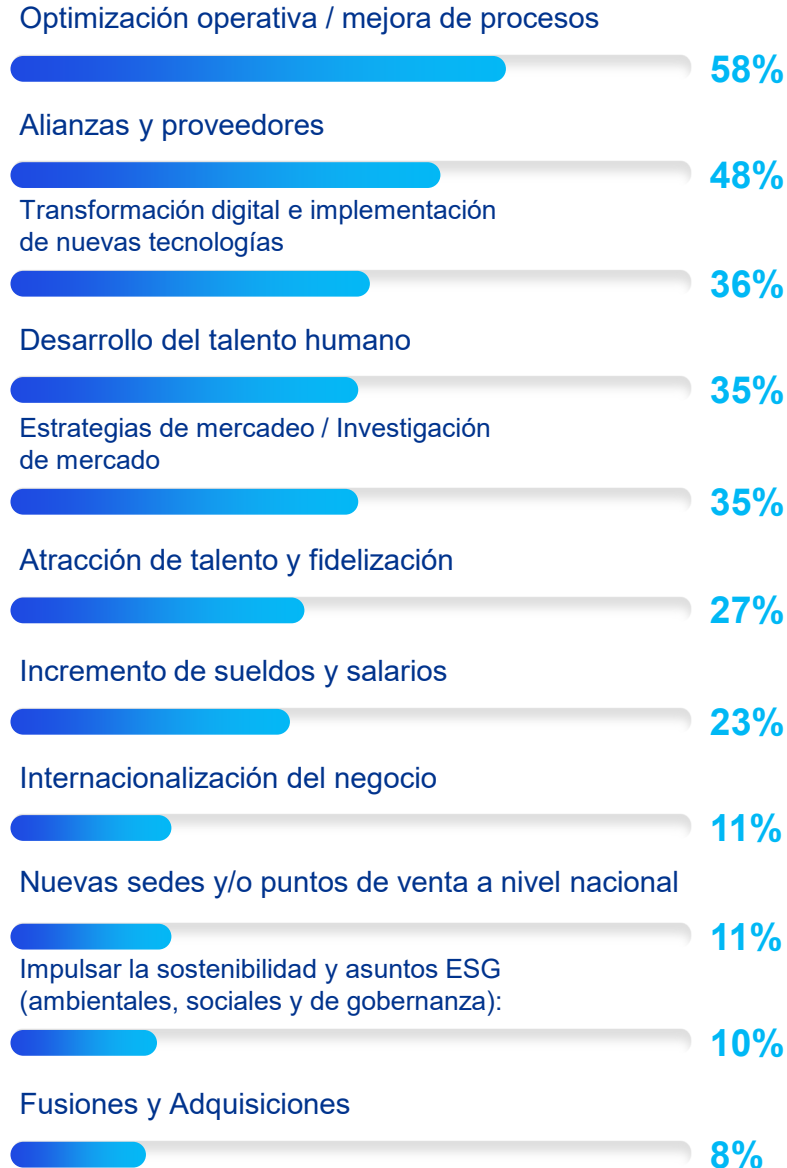 Optimización operativa / mejora de procesos
58%
Alianzas y proveedores
48%
Transformación digital e implementación
de nuevas tecnologías
36%
Desarrollo del talento humano
35%
Estrategias de mercadeo / Investigación
de mercado
35%
Atracción de talento y fidelización
27%
Incremento de sueldos y salarios
23%
Internacionalización del negocio
11%
Nuevas sedes y/o puntos de venta a nivel nacional
11%
Impulsar la sostenibilidad y asuntos ESG
(ambientales, sociales y de gobernanza):
10%
Fusiones y Adquisiciones
8%